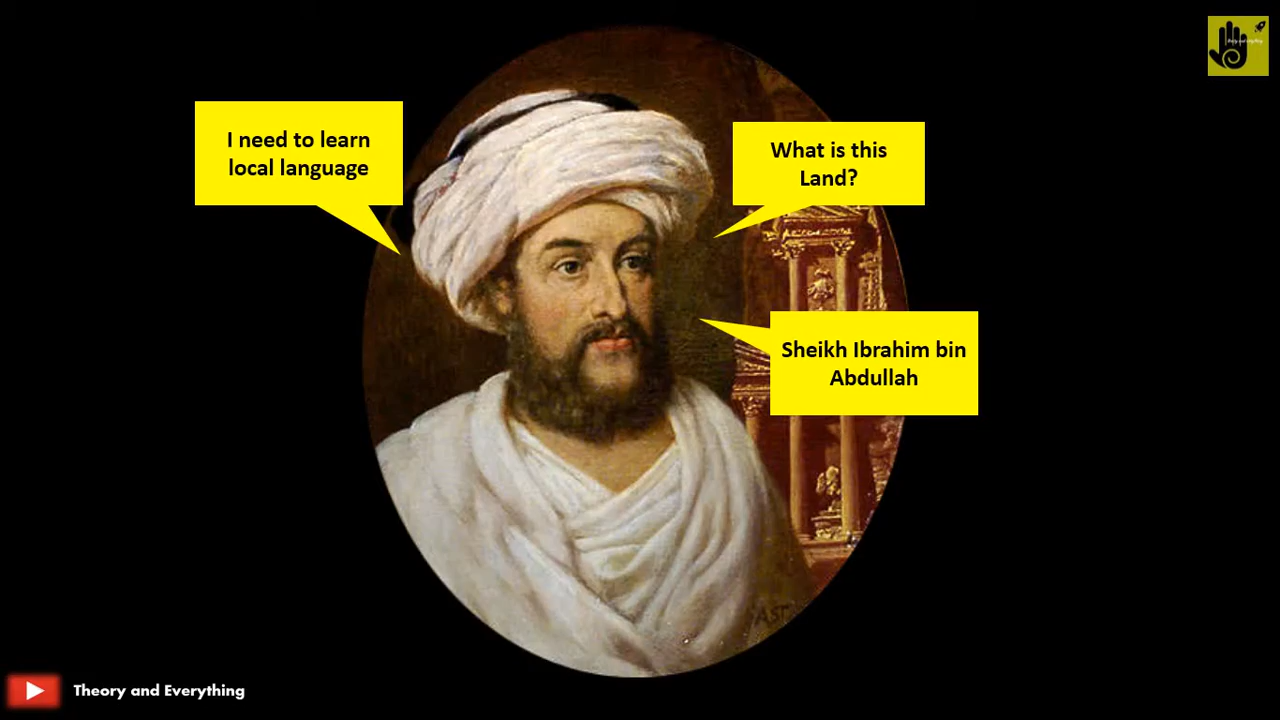 I need to learn
local language
What is this
Land?
Sheikh Ibrahim bin
Abdullah
Theory and Everything